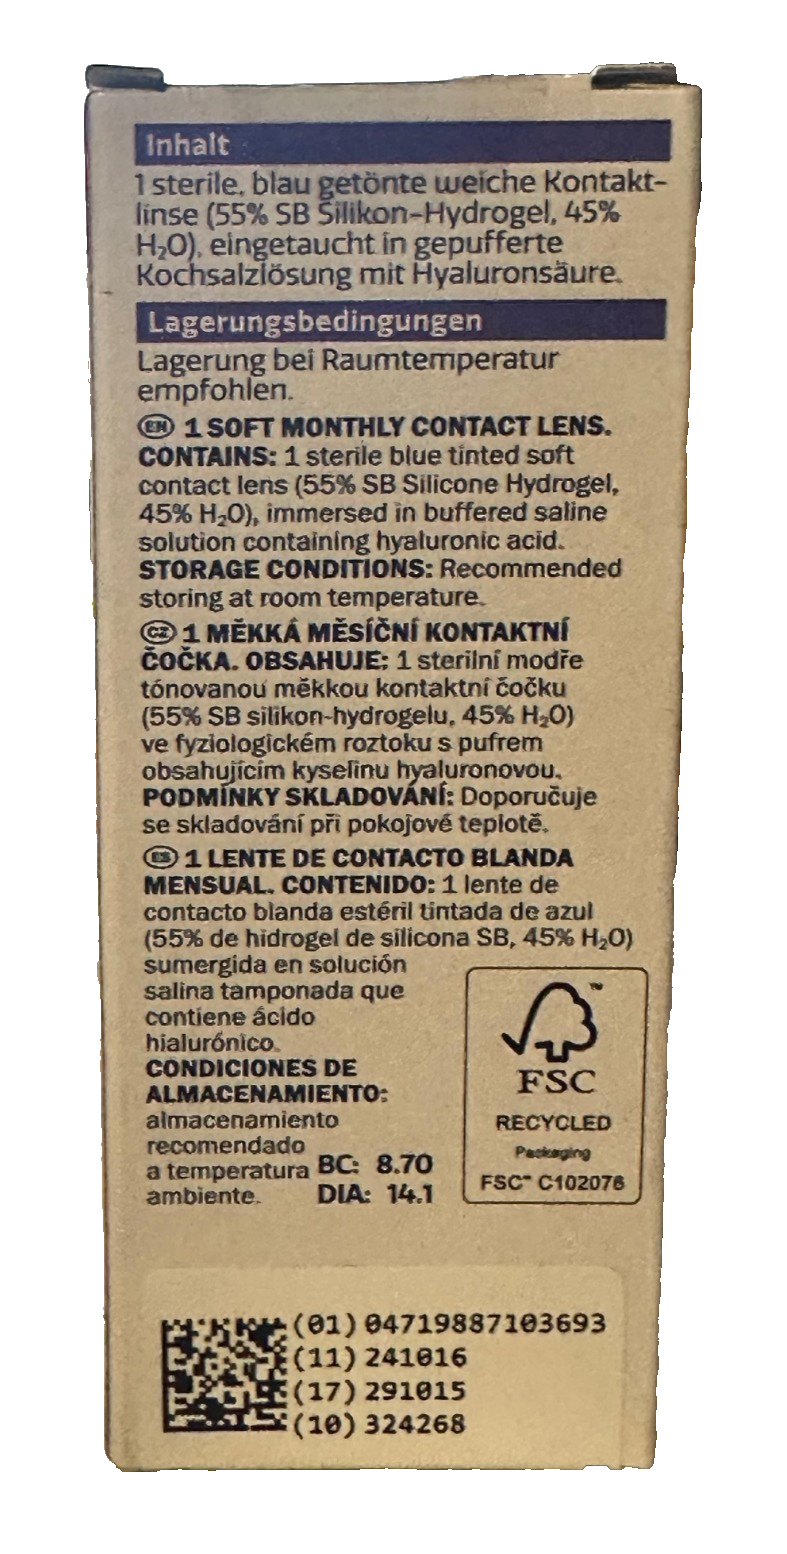 Inhalt
1 sterile, blau getönte weiche Kontakt-
linse (55% SB Silikon-Hydrogel, 45%
H₂O), eingetaucht in gepufferte
Kochsalzlösung mit Hyaluronsäure.
Lagerungsbedingungen
Lagerung bei Raumtemperatur
empfohlen.
EN 1 SOFT MONTHLY CONTACT LENS.
CONTAINS: 1 sterile blue tinted soft
contact lens (55% SB Silicone Hydrogel,
45% H₂O), immersed in buffered saline
solution containing hyaluronic acid.
STORAGE CONDITIONS: Recommended
storing at room temperature.
CZ 1 MĚKKÁ MĚSÍČNÍ KONTAKTNÍ
ČOČKA. OBSAHUJE: 1 sterilní modře
tónovanou měkkou kontaktní čočku
(55% SB silikon-hydrogelu, 45% H₂O)
ve fyziologickém roztoku s pufrem
obsahujícím kyselinu hyaluronovou.
PODMÍNKY SKLADOVÁNÍ: Doporučuje
se skladování při pokojové teplotě.
ES 1 LENTE DE CONTACTO BLANDA
MENSUAL. CONTENIDO: 1 lente de
contacto blanda estéril tintada de azul
(55% de hidrogel de silicona SB, 45% H₂O)
sumergida en solución
salina tamponada que
contiene ácido
hialurónico.
CONDICIONES DE
ALMACENAMIENTO:
almacenamiento
recomendado
a temperatura
ambiente.
BC: 8.70
DIA: 14.1
™
FSC
RECYCLED
Packaging
FSC™ C102076
(01) 04719887103693
(11) 241016
(17) 291015
(10) 324268